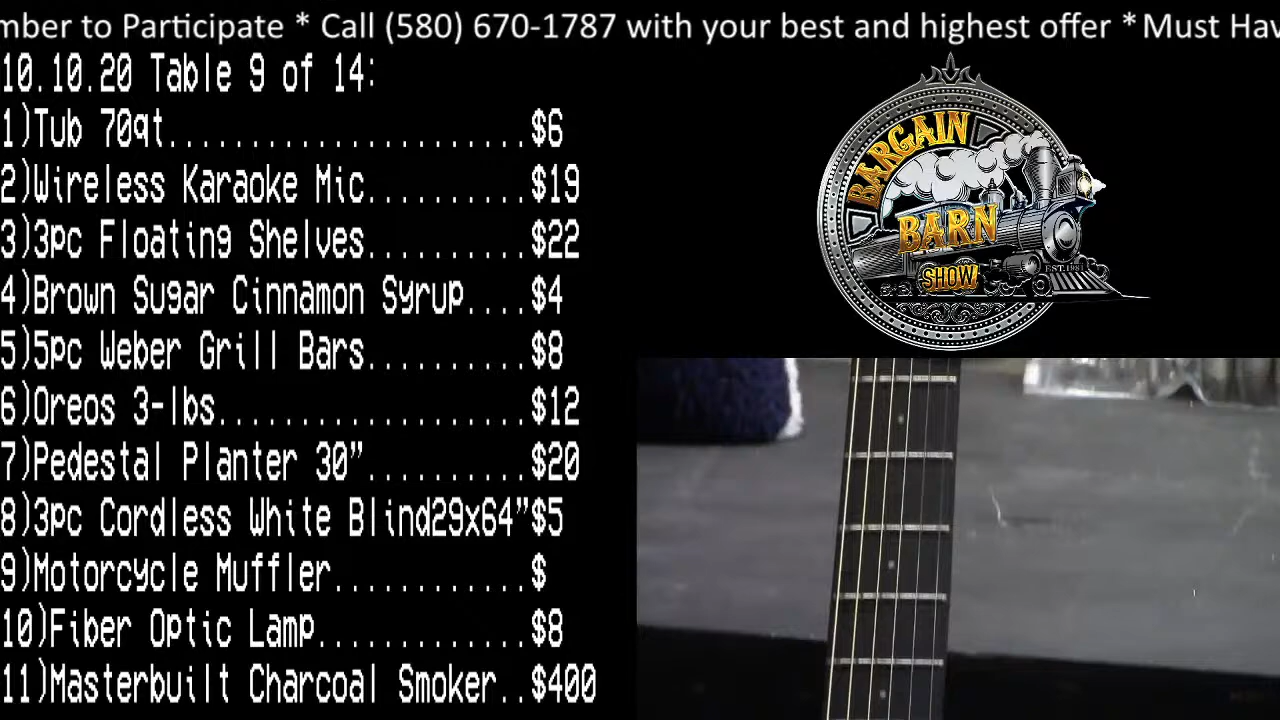 mber to Participate * Call (580) 670-1787 with your best and highest offer * Must Hav
10.10.20 Table 9 of 14:
1)Tub 70qt......................$6
2)Wireless Karaoke Mic..........$19
3)3pc Floating Shelves..........$22
4)Brown Sugar Cinnamon Syrup....$4
5)5pc Weber Grill Bars..........$8
6)Oreos 3-lbs...................$12
7)Pedestal Planter 30”..........$20
8)3pc Cordless White Blind29x64”$5
9)Motorcycle Muffler............$
10)Fiber Optic Lamp.............$8
11)Masterbuilt Charcoal Smoker..$400
BARGAIN
BARN
SHOW
EST.1981